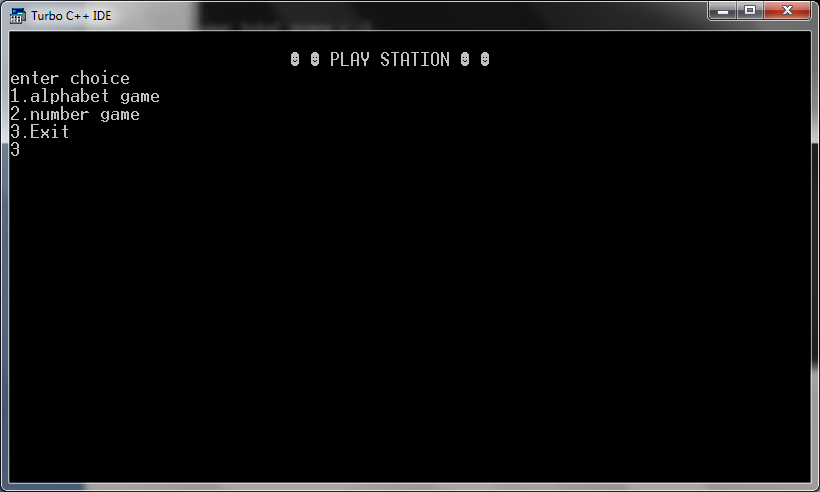 Turbo C++ IDE
☻ ☻ PLAY STATION ☻ ☻
enter choice
1.alphabet game
2.number game
3.Exit
3